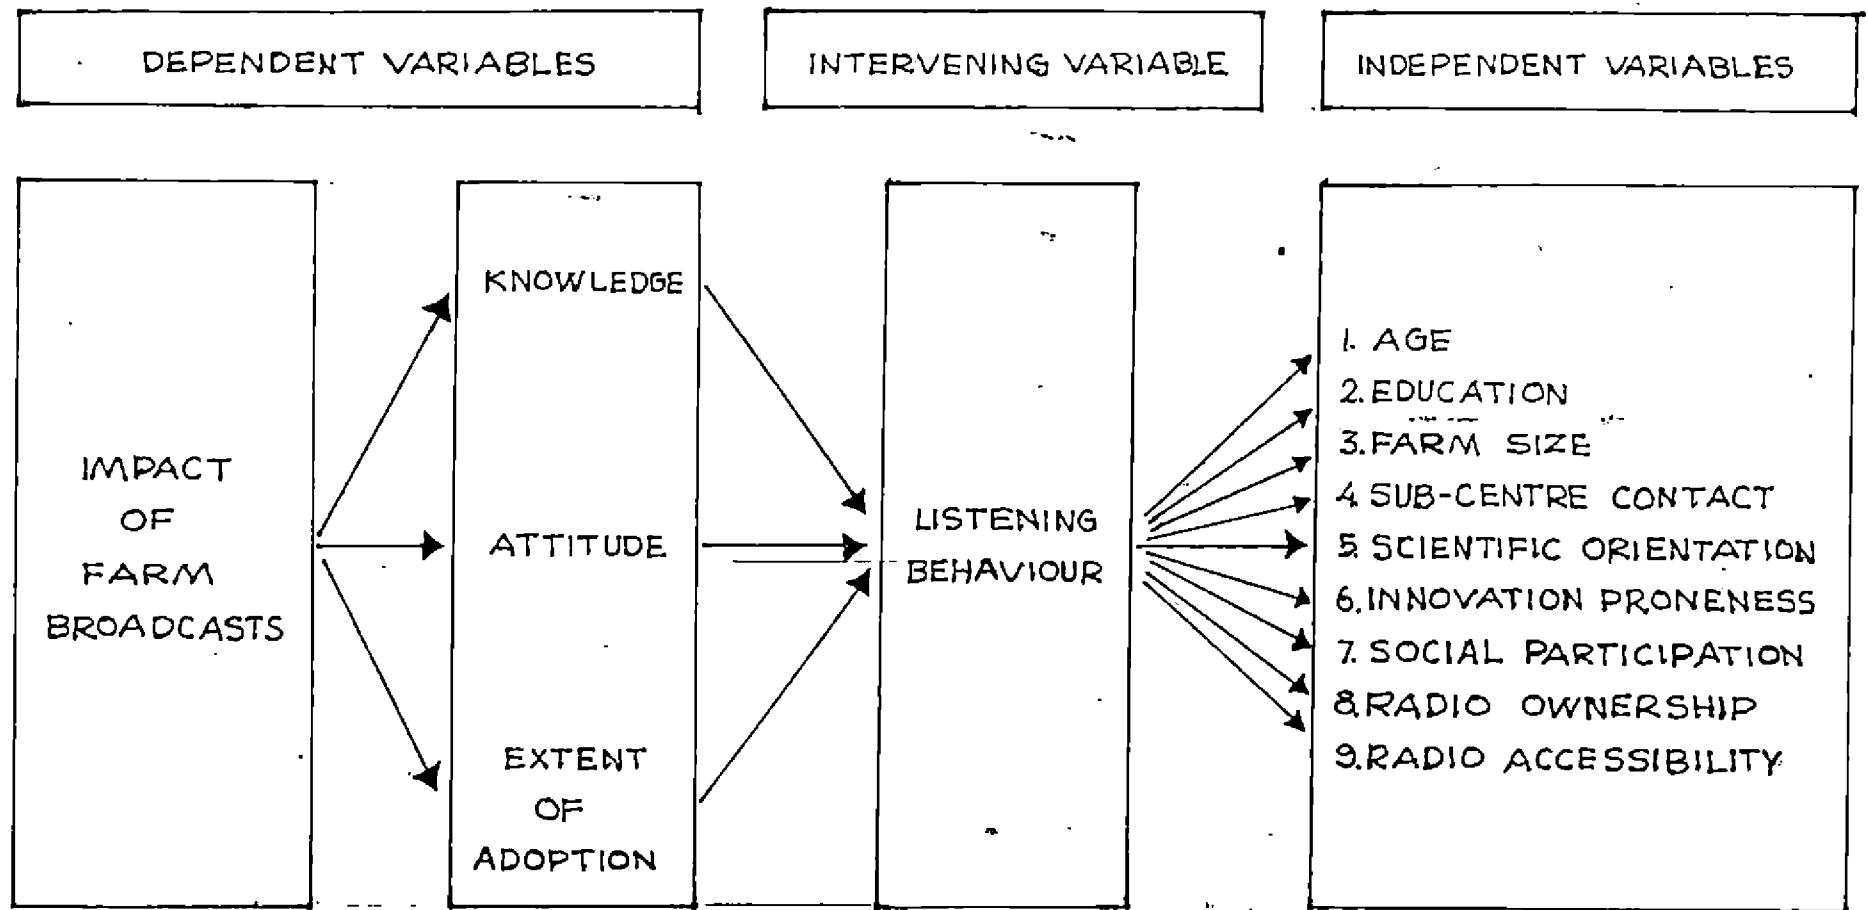 DEPENDENT VARIABLES
INTERVENING VARIABLE
INDEPENDENT VARIABLES
IMPACT
OF
FARM
BROADCASTS
KNOWLEDGE
ATTITUDE
EXTENT
OF
ADOPTION
LISTENING
BEHAVIOUR
1. AGE
2. EDUCATION
3. FARM SIZE
4. SUB-CENTRE CONTACT
5. SCIENTIFIC ORIENTATION
6. INNOVATION PRONENESS
7. SOCIAL PARTICIPATION
8. RADIO OWNERSHIP
9. RADIO ACCESSIBILITY